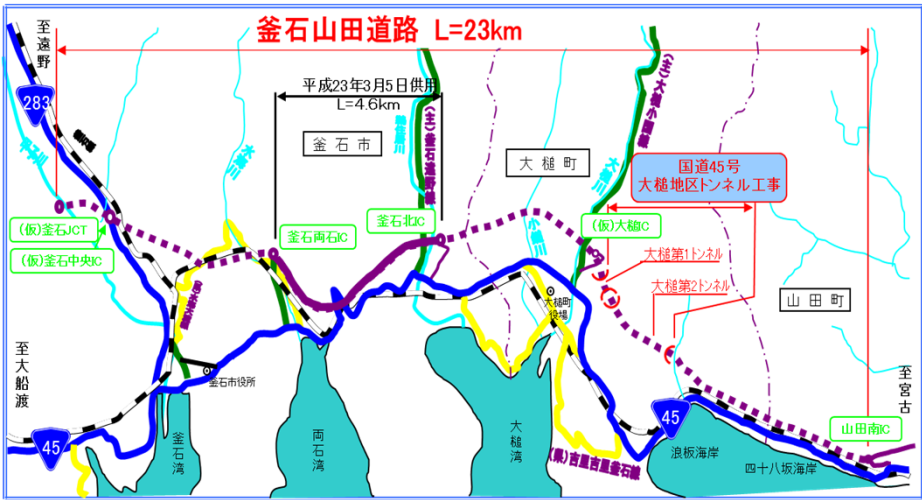 釜石山田道路 L=23km
至遠野
平成23年3月5日供用
L=4.6km
283
釜石市
(主)釜石遠野線
大槌町
(主)大槌小国線
大槌川
国道45号
大槌地区トンネル工事
釜石北IC
釜石両石IC
(仮)釜石JCT
(仮)釜石中央IC
(仮)大槌IC
小槌川
大槌第1トンネル
大槌第2トンネル
山田町
大槌町
役場
至大船渡
釜石市役所
至宮古
45
45
山田南IC
釜石湾
両石湾
大槌湾
(県)吉里吉里釜石線
浪板海岸
四十八坂海岸